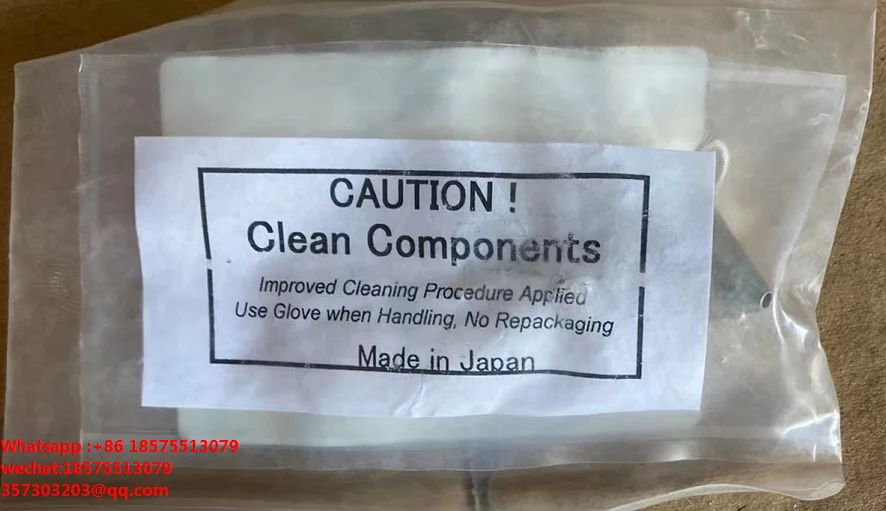 CAUTION !
Clean Components
Improved Cleaning Procedure Applied
Use Glove when Handling, No Repackaging
Made in Japan
Whatsapp :+86 18575513079
wechat:18575513079
357303203@qq.com